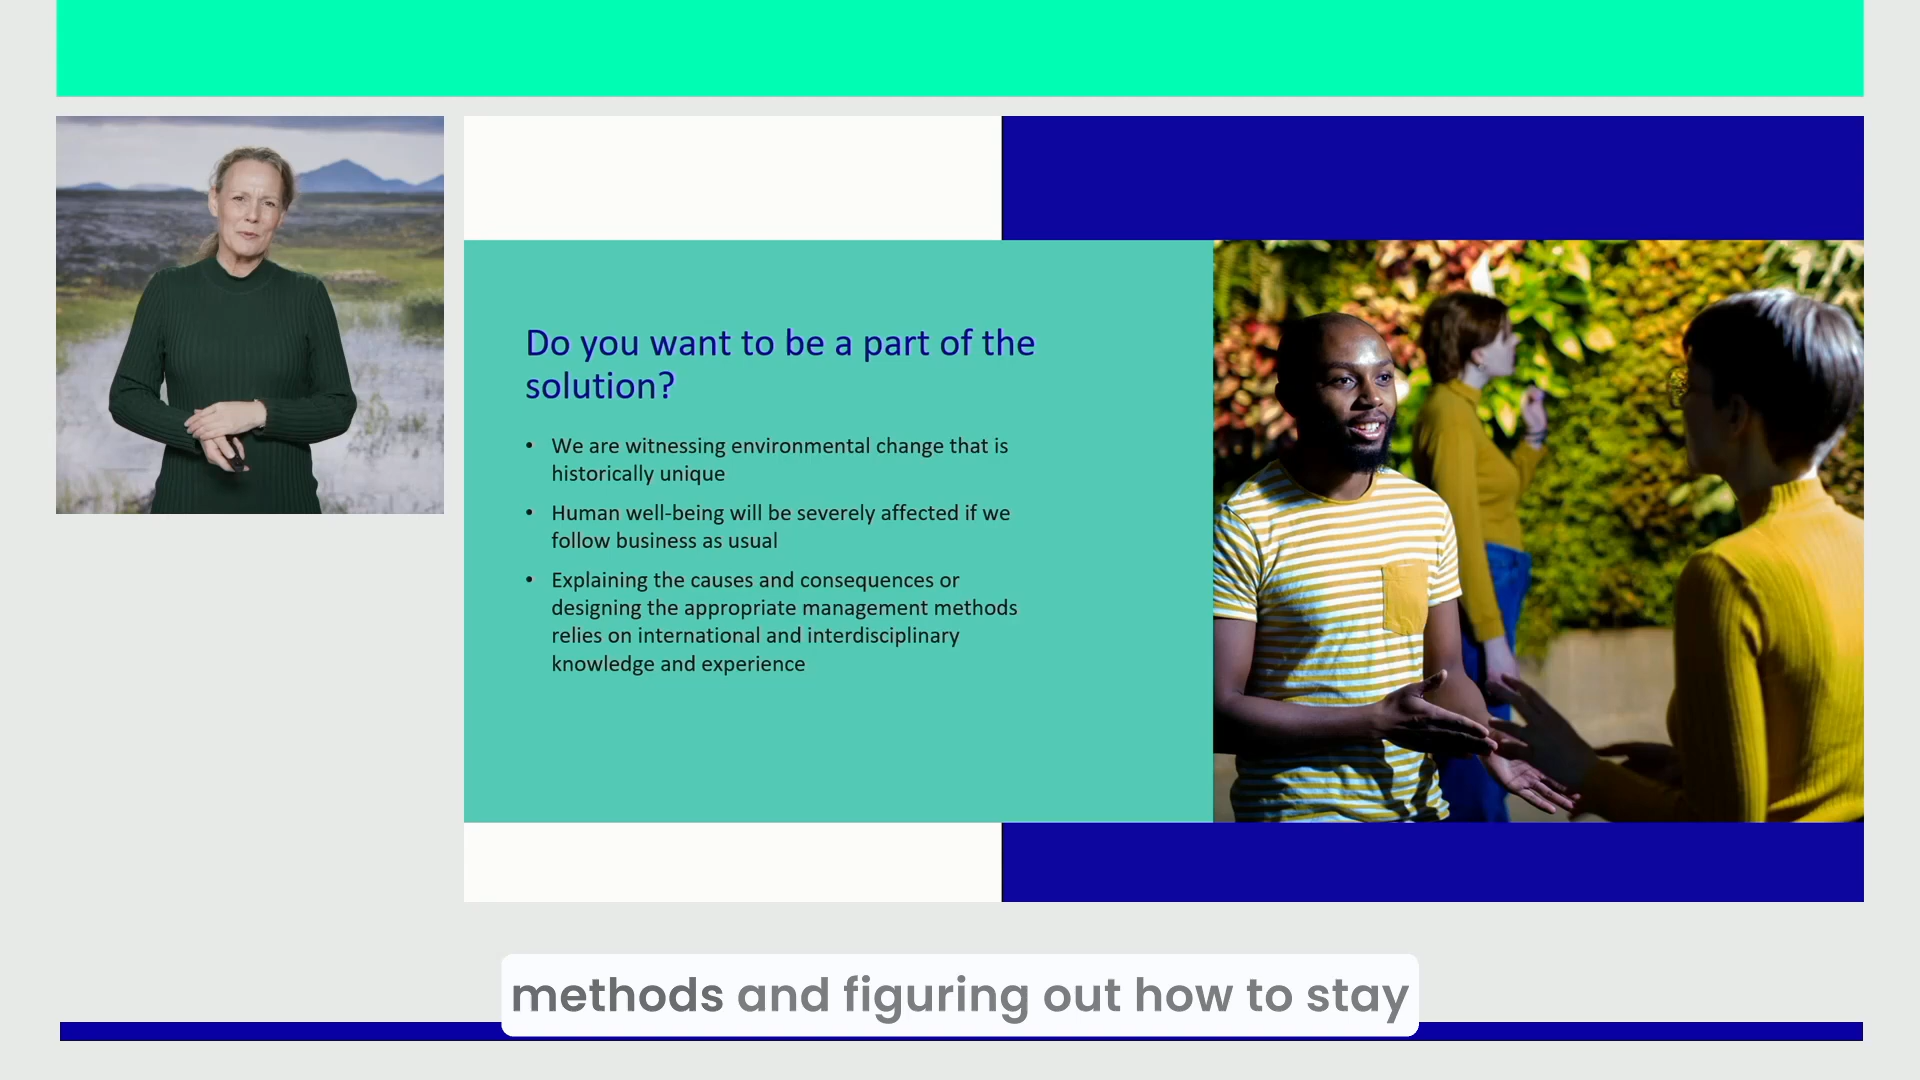 Do you want to be a part of the
solution?
• We are witnessing environmental change that is
historically unique
• Human well-being will be severely affected if we
follow business as usual
• Explaining the causes and consequences or
designing the appropriate management methods
relies on international and interdisciplinary
knowledge and experience
methods and figuring out how to stay